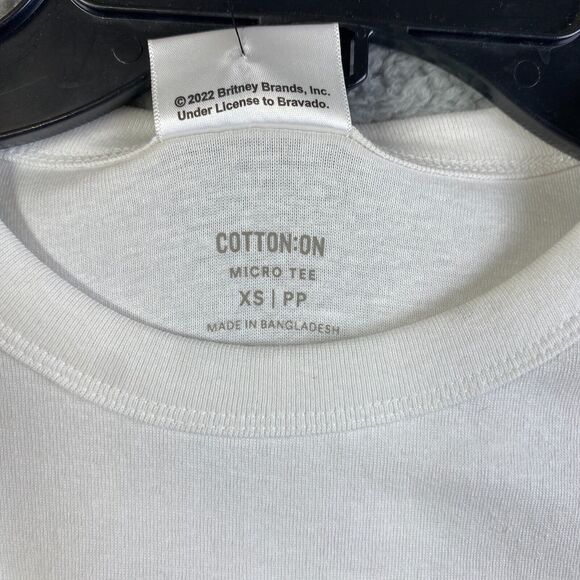 © 2022 Britney Brands, Inc.
Under License to Bravado.
COTTON:ON
MICRO TEE
XS | PP
MADE IN BANGLADESH